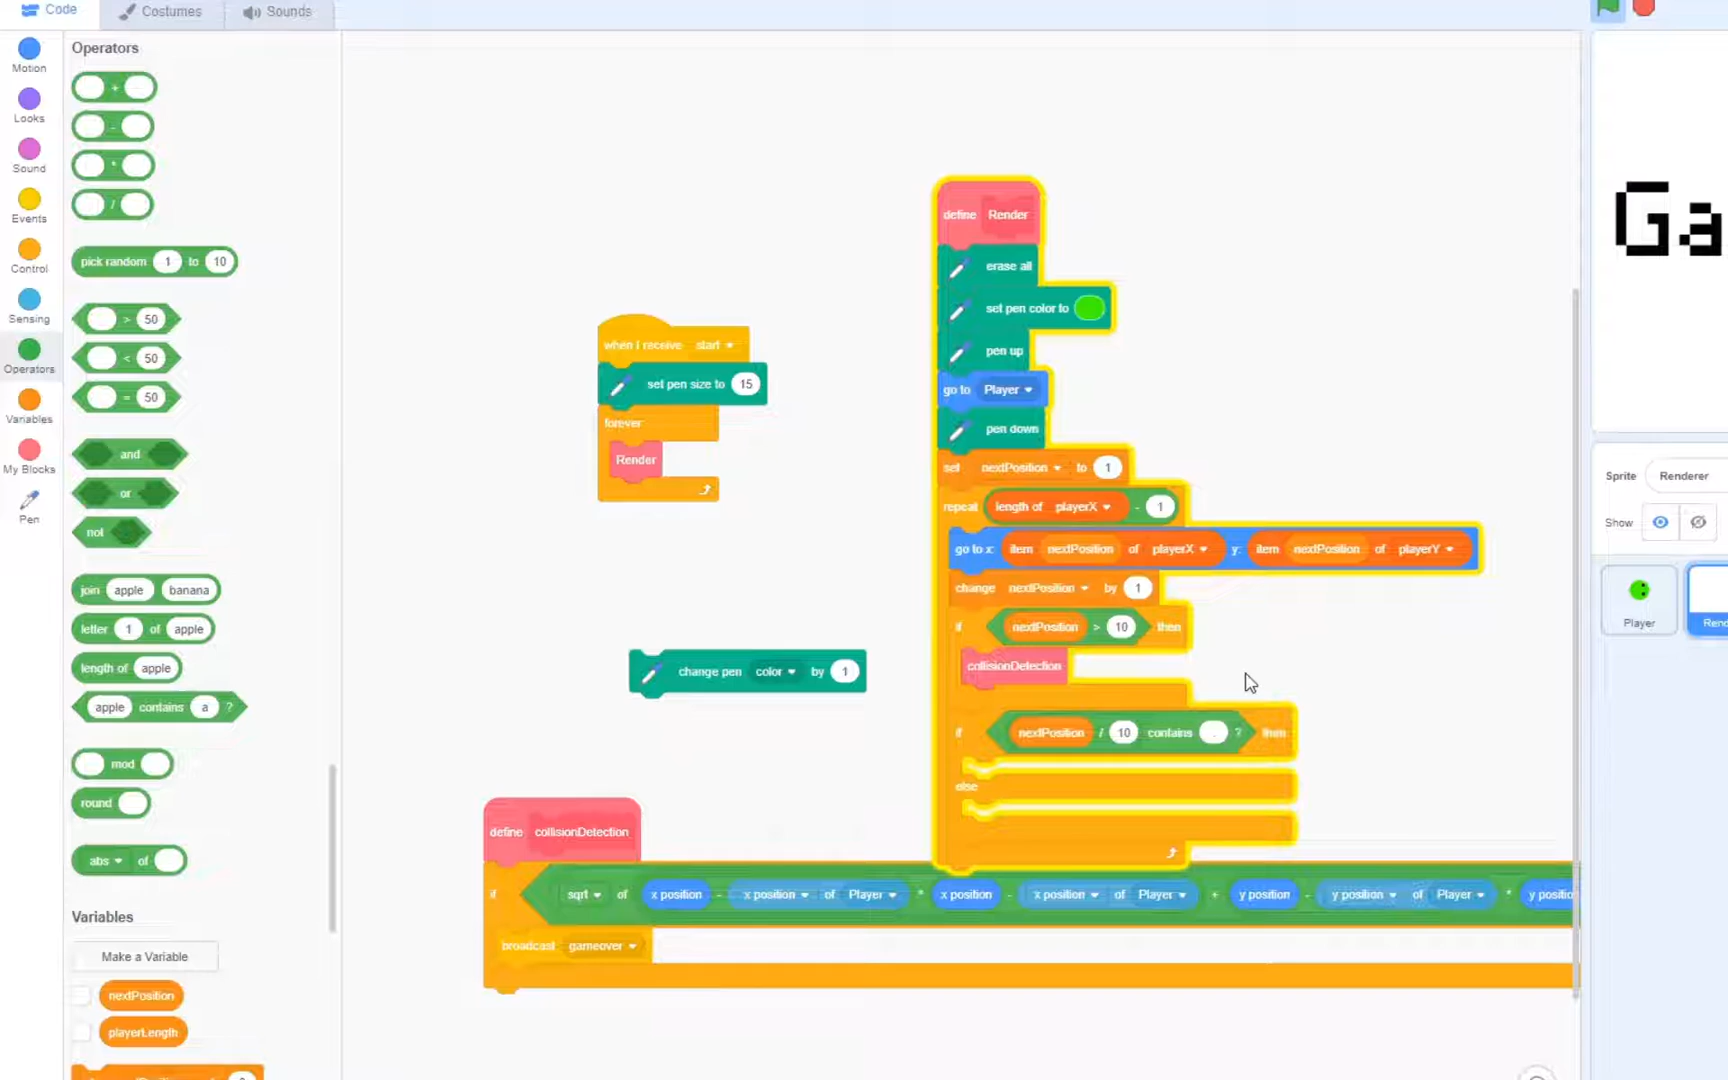 Code
Costumes
Sounds
Motion
Looks
Sound
Events
Control
Sensing
Operators
Variables
My Blocks
Pen
Operators
+
-
*
/
pick random 1 to 10
> 50
< 50
= 50
and
or
not
join apple banana
letter 1 of apple
length of apple
apple contains a ?
mod
round
abs of
Variables
Make a Variable
nextPosition
playerLength
when I receive start
set pen size to 15
forever
Render
change pen color by 1
define Render
erase all
set pen color to
pen up
go to Player
pen down
set nextPosition to 1
repeat length of playerX - 1
go to x: item nextPosition of playerX y: item nextPosition of playerY
change nextPosition by 1
if nextPosition > 10 then
collisionDetection
if nextPosition / 10 contains . ? then
else
define collisionDetection
if sqrt of x position - x position of Player * x position - x position of Player + y position - y position of Player *
broadcast gameover
Ga
Sprite Renderer
Show
Player